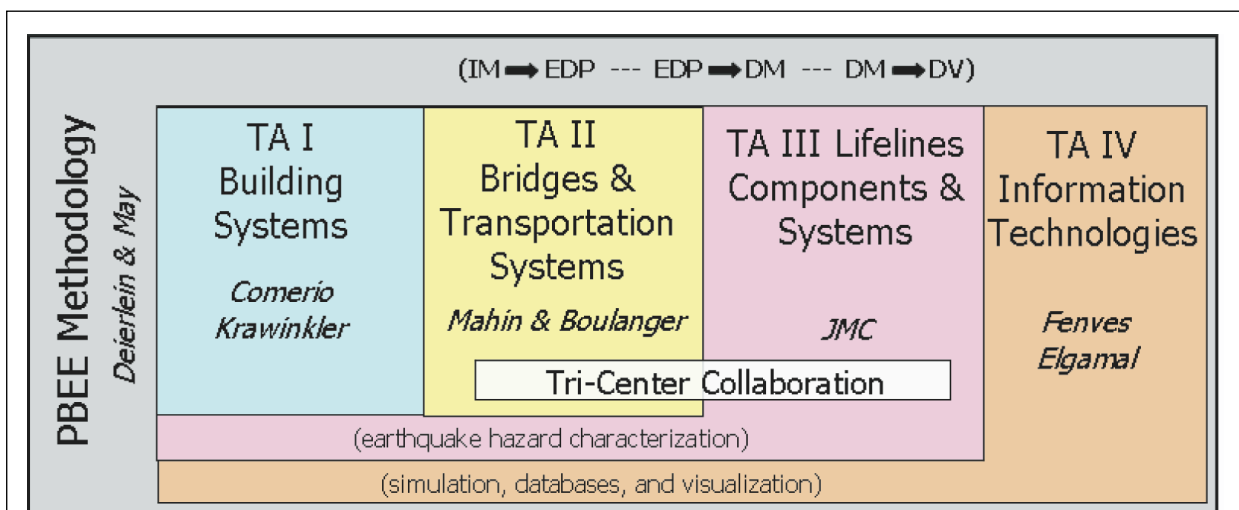 (IM➡EDP --- EDP➡DM --- DM➡DV)
PBEE Methodology
Deierlein & May
TA I
Building
Systems
Comerio
Krawinkler
TA II
Bridges &
Transportation
Systems
Mahin & Boulanger
TA III Lifelines
Components &
Systems
JMC
TA IV
Information
Technologies
Fenves
Elgamal
Tri-Center Collaboration
(earthquake hazard characterization)
(simulation, databases, and visualization)